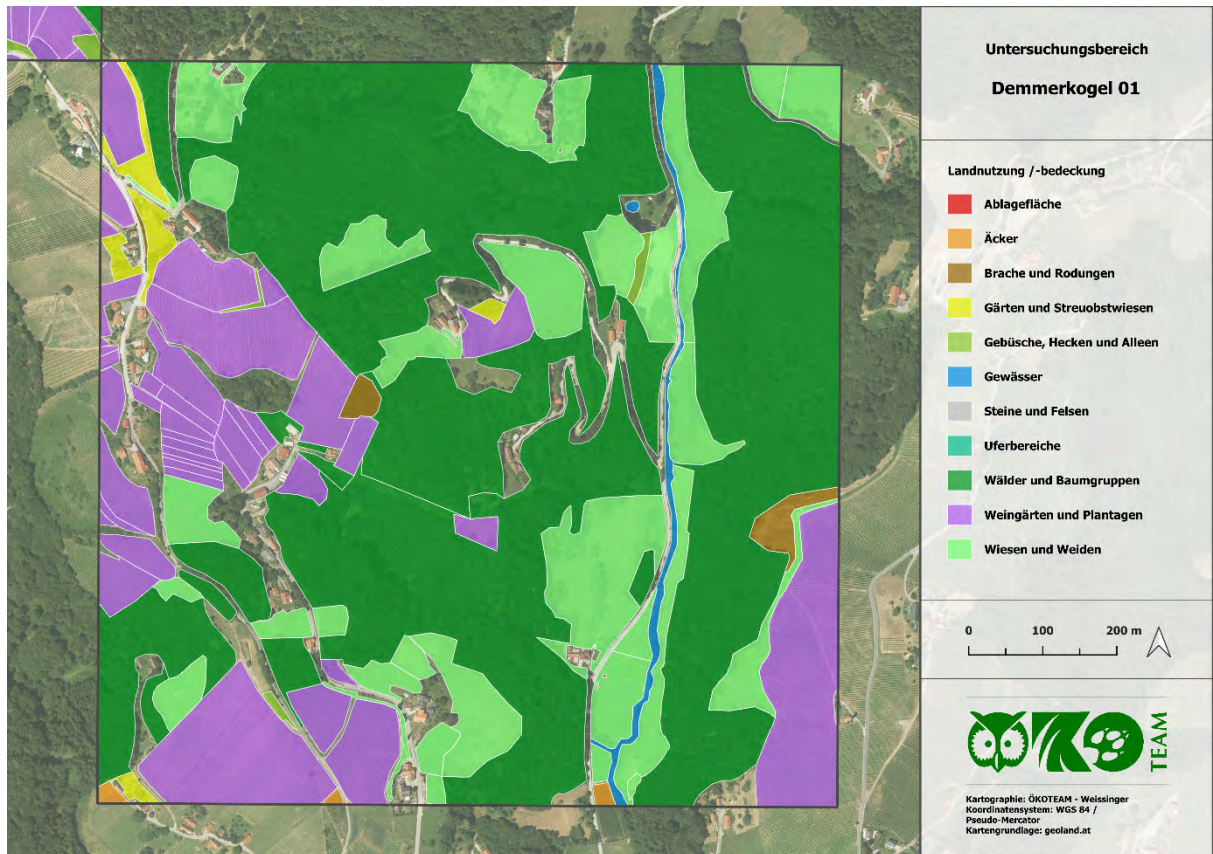 Untersuchungsbereich
Demmerkogel 01
Landnutzung /-bedeckung
Ablagefläche
Äcker
Brache und Rodungen
Gärten und Streuobstwiesen
Gebüsche, Hecken und Alleen
Gewässer
Steine und Felsen
Uferbereiche
Wälder und Baumgruppen
Weingärten und Plantagen
Wiesen und Weiden
0 100 200 m
ÖKO
TEAM
Kartographie: ÖKOTEAM - Weissinger
Koordinatensystem: WGS 84 /
Pseudo-Mercator
Kartengrundlage: geoland.at